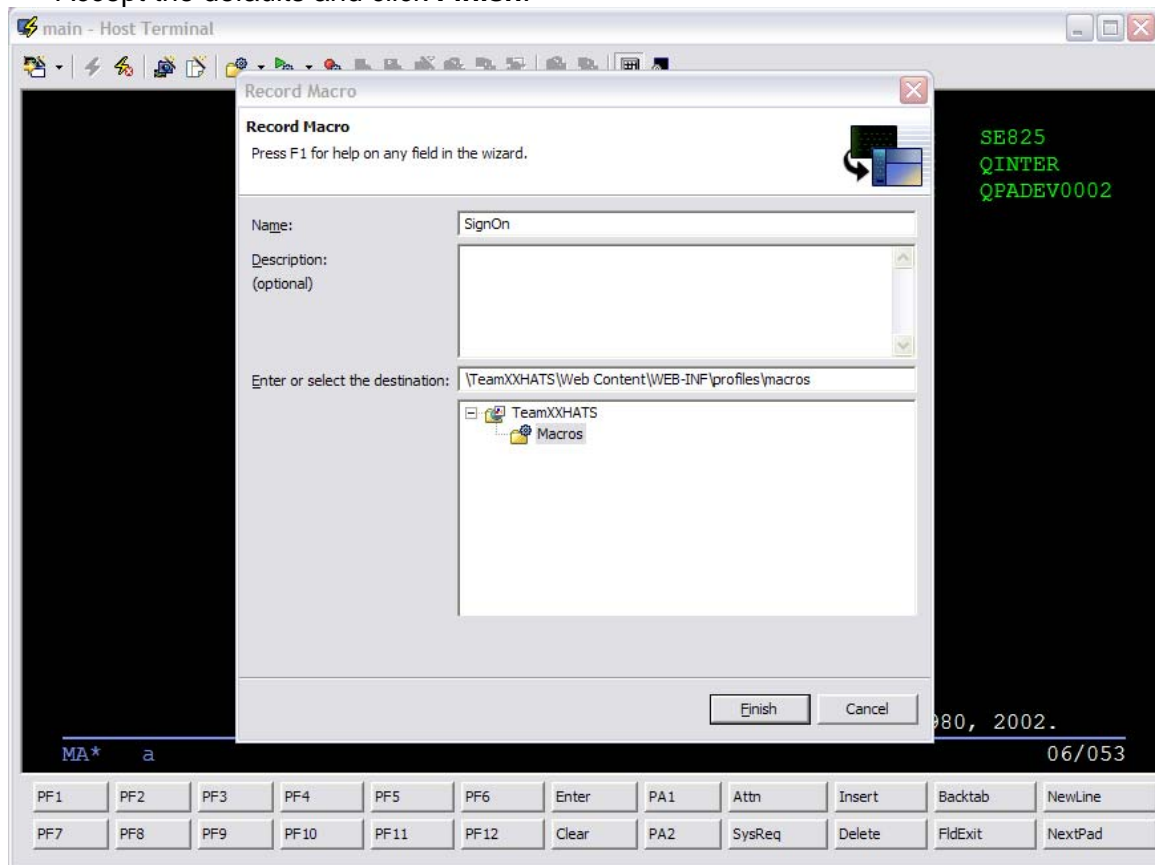 main - Host Terminal
Record Macro
Record Macro
Press F1 for help on any field in the wizard.
SE825
QINTER
QPADEV0002
Name:
SignOn
Description:
(optional)
Enter or select the destination:
\TeamXXHATS\Web Content\WEB-INF\profiles\macros
TeamXXHATS
Macros
Finish
Cancel
980, 2002.
MA* a
06/053
PF1 PF2 PF3 PF4 PF5 PF6 Enter PA1 Attn Insert Backtab NewLine
PF7 PF8 PF9 PF10 PF11 PF12 Clear PA2 SysReq Delete FldExit NextPad